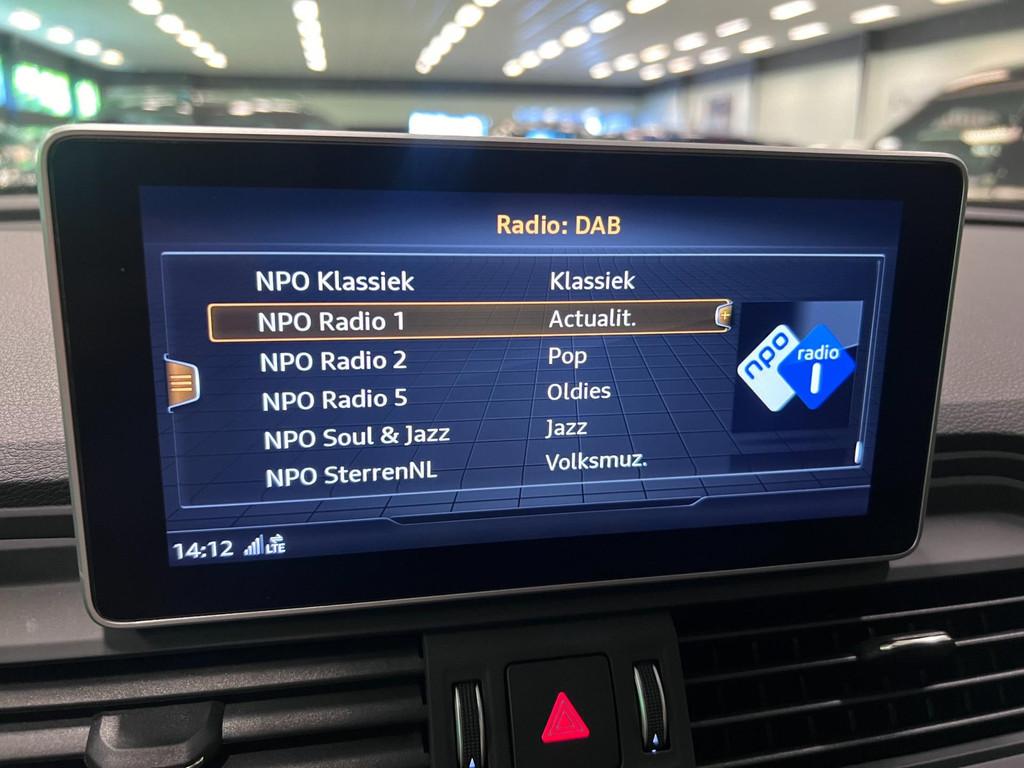 Radio: DAB
NPO Klassiek Klassiek
NPO Radio 1 Actualit.
NPO Radio 2 Pop
NPO Radio 5 Oldies
NPO Soul & Jazz Jazz
NPO SterrenNL Volksmuz.
npo radio 1
14:12 LTE